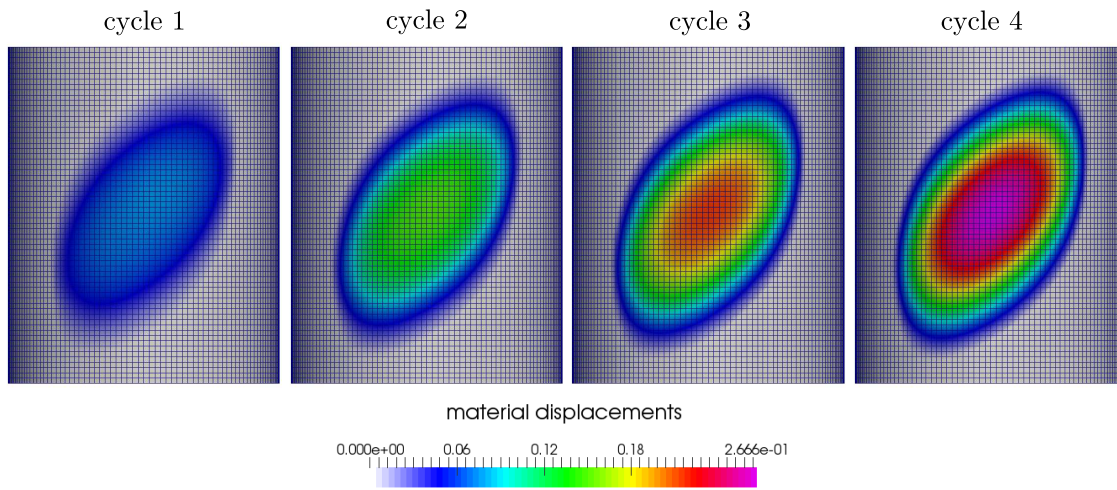 cycle 1 cycle 2 cycle 3 cycle 4
material displacements
0.000e+00 0.06 0.12 0.18 2.666e-01